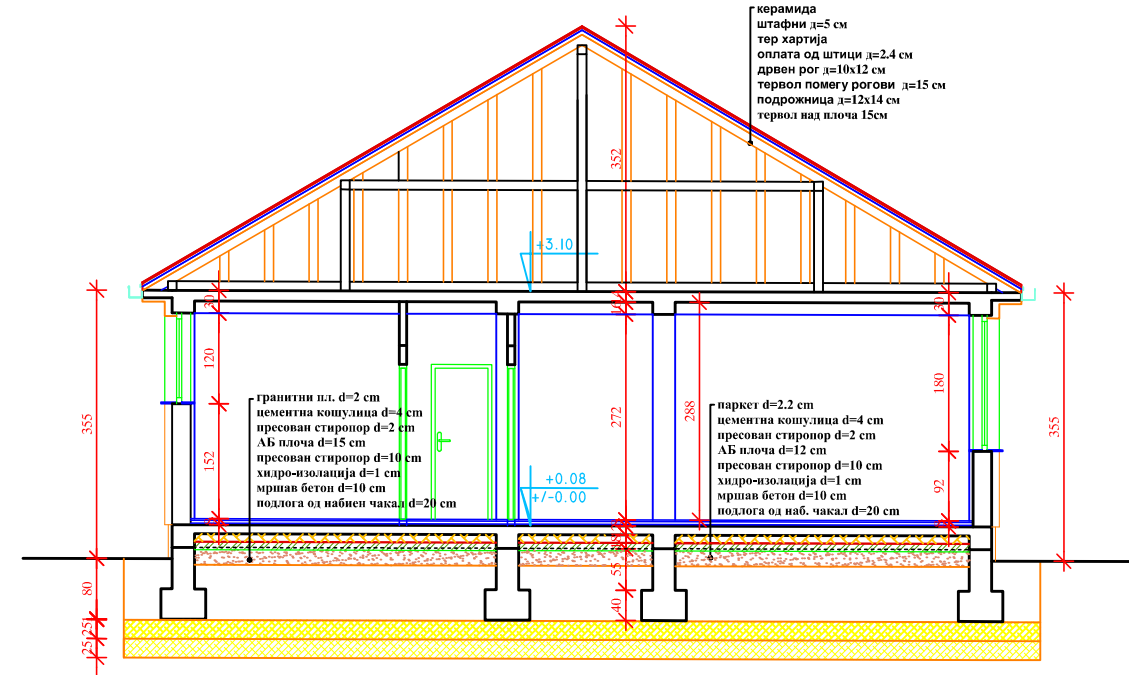 керамида
штафни д=5 см
тер хартија
оплата од штици д=2.4 см
дрвен рог д=10x12 см
тервол помегу рогови д=15 см
подрожница д=12x14 см
тервол над плоча 15см
352
+3.10
30
16
30
120
180
355
272
288
355
гранитни пл. d=2 cm
цементна кошулица d=4 cm
пресован стиропор d=2 cm
АБ плоча d=15 cm
пресован стиропор d=10 cm
хидро-изолација d=1 cm
мршав бетон d=10 cm
подлога од набиен чакал d=20 cm
паркет d=2.2 cm
цементна кошулица d=4 cm
пресован стиропор d=2 cm
АБ плоча d=12 cm
пресован стиропор d=10 cm
хидро-изолација d=1 cm
мршав бетон d=10 cm
подлога од наб. чакал d=20 cm
152
92
+0.08
+/-0.00
55
80
40
25
25